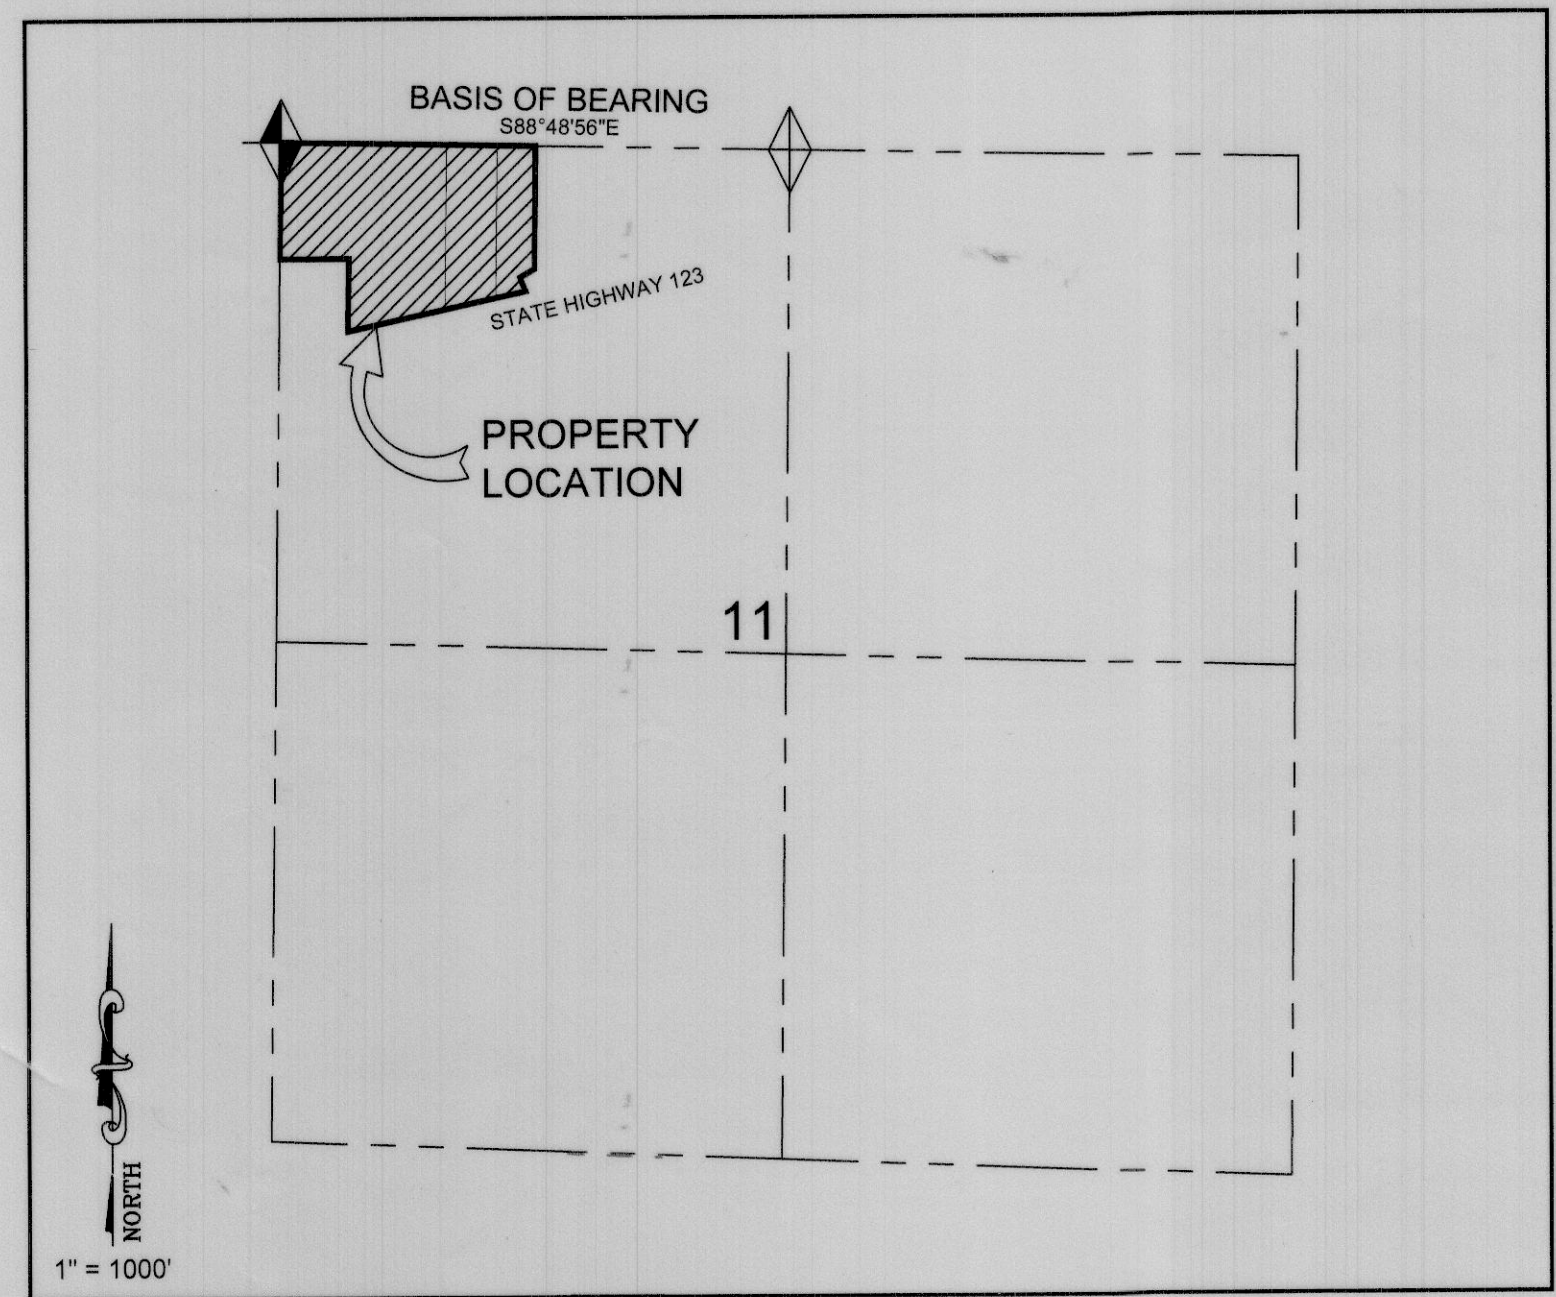 BASIS OF BEARING
S88°48'56"E
STATE HIGHWAY 123
PROPERTY
LOCATION
11
NORTH
1" = 1000'